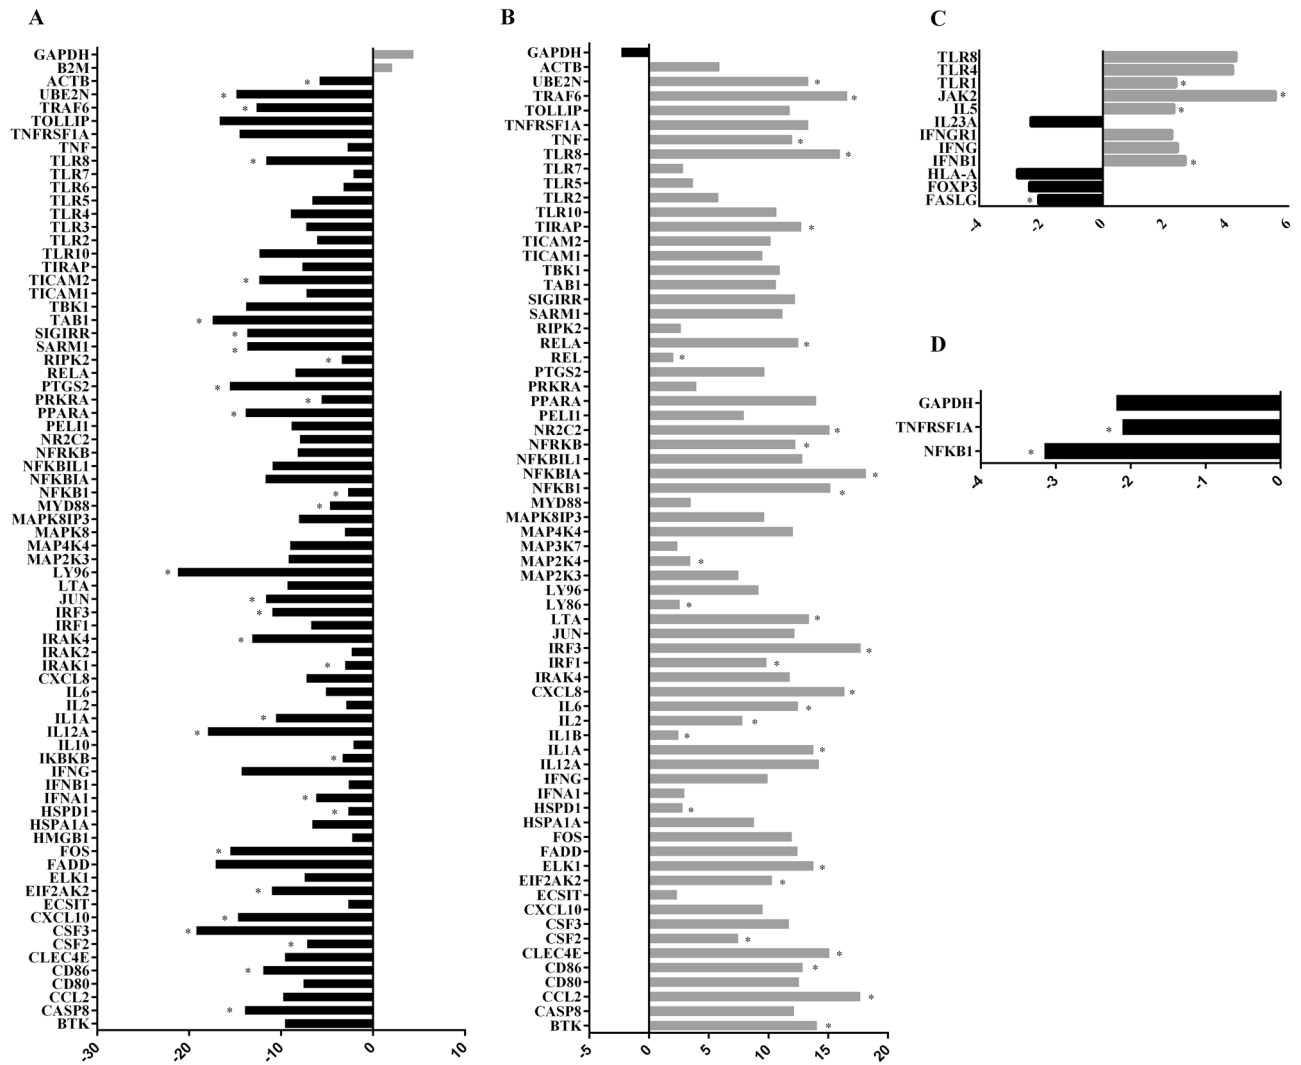 A
GAPDH
B2M
ACTB *
UBE2N *
TRAF6 *
TOLLIP
TNFRSF1A
TNF
TLR8 *
TLR7
TLR6
TLR5
TLR4
TLR3
TLR2
TLR10
TIRAP
TICAM2 *
TICAM1
TBK1
TAB1 *
SIGIRR *
SARM1 *
RIPK2 *
RELA
PTGS2 *
PRKRA *
PPARA *
PELI1
NR2C2
NFRKB
NFKBIL1
NFKBIA
NFKB1 *
MYD88 *
MAPK8IP3
MAPK8
MAP4K4
MAP2K3
LY96 *
LTA
JUN *
IRF3 *
IRF1
IRAK4 *
IRAK2
IRAK1 *
CXCL8
IL6
IL2
IL1A *
IL12A *
IL10
IKBKB *
IFNG
IFNB1
IFNA1 *
HSPD1 *
HSPA1A
HMGB1
FOS *
FADD
ELK1
EIF2AK2 *
ECSIT
CXCL10 *
CSF3 *
CSF2 *
CLEC4E
CD86 *
CD80
CCL2
CASP8 *
BTK
-30 -20 -10 0 10
B
GAPDH
ACTB
UBE2N *
TRAF6 *
TOLLIP
TNFRSF1A
TNF *
TLR8 *
TLR7
TLR5
TLR2
TLR10
TIRAP *
TICAM2
TICAM1
TBK1
TAB1
SIGIRR
SARM1
RIPK2
RELA *
REL *
PTGS2
PRKRA
PPARA
PELI1
NR2C2 *
NFRKB *
NFKBIL1
NFKBIA *
NFKB1 *
MYD88
MAPK8IP3
MAP4K4
MAP3K7
MAP2K4 *
MAP2K3
LY96
LY86 *
LTA *
JUN
IRF3 *
IRF1 *
IRAK4
CXCL8 *
IL6 *
IL2 *
IL1B *
IL1A *
IL12A
IFNG
IFNA1
HSPD1 *
HSPA1A
FOS
FADD
ELK1 *
EIF2AK2 *
ECSIT
CXCL10
CSF3
CSF2 *
CLEC4E *
CD86 *
CD80
CCL2 *
CASP8
BTK *
-5 0 5 10 15 20
C
TLR8
TLR4
TLR1 *
JAK2 *
IL5 *
IL23A
IFNGR1
IFNG
IFNB1 *
HLA-A
FOXP3
FASLG *
-4 -2 0 2 4 6
D
GAPDH
TNFRSF1A *
NFKB1 *
-4 -3 -2 -1 0